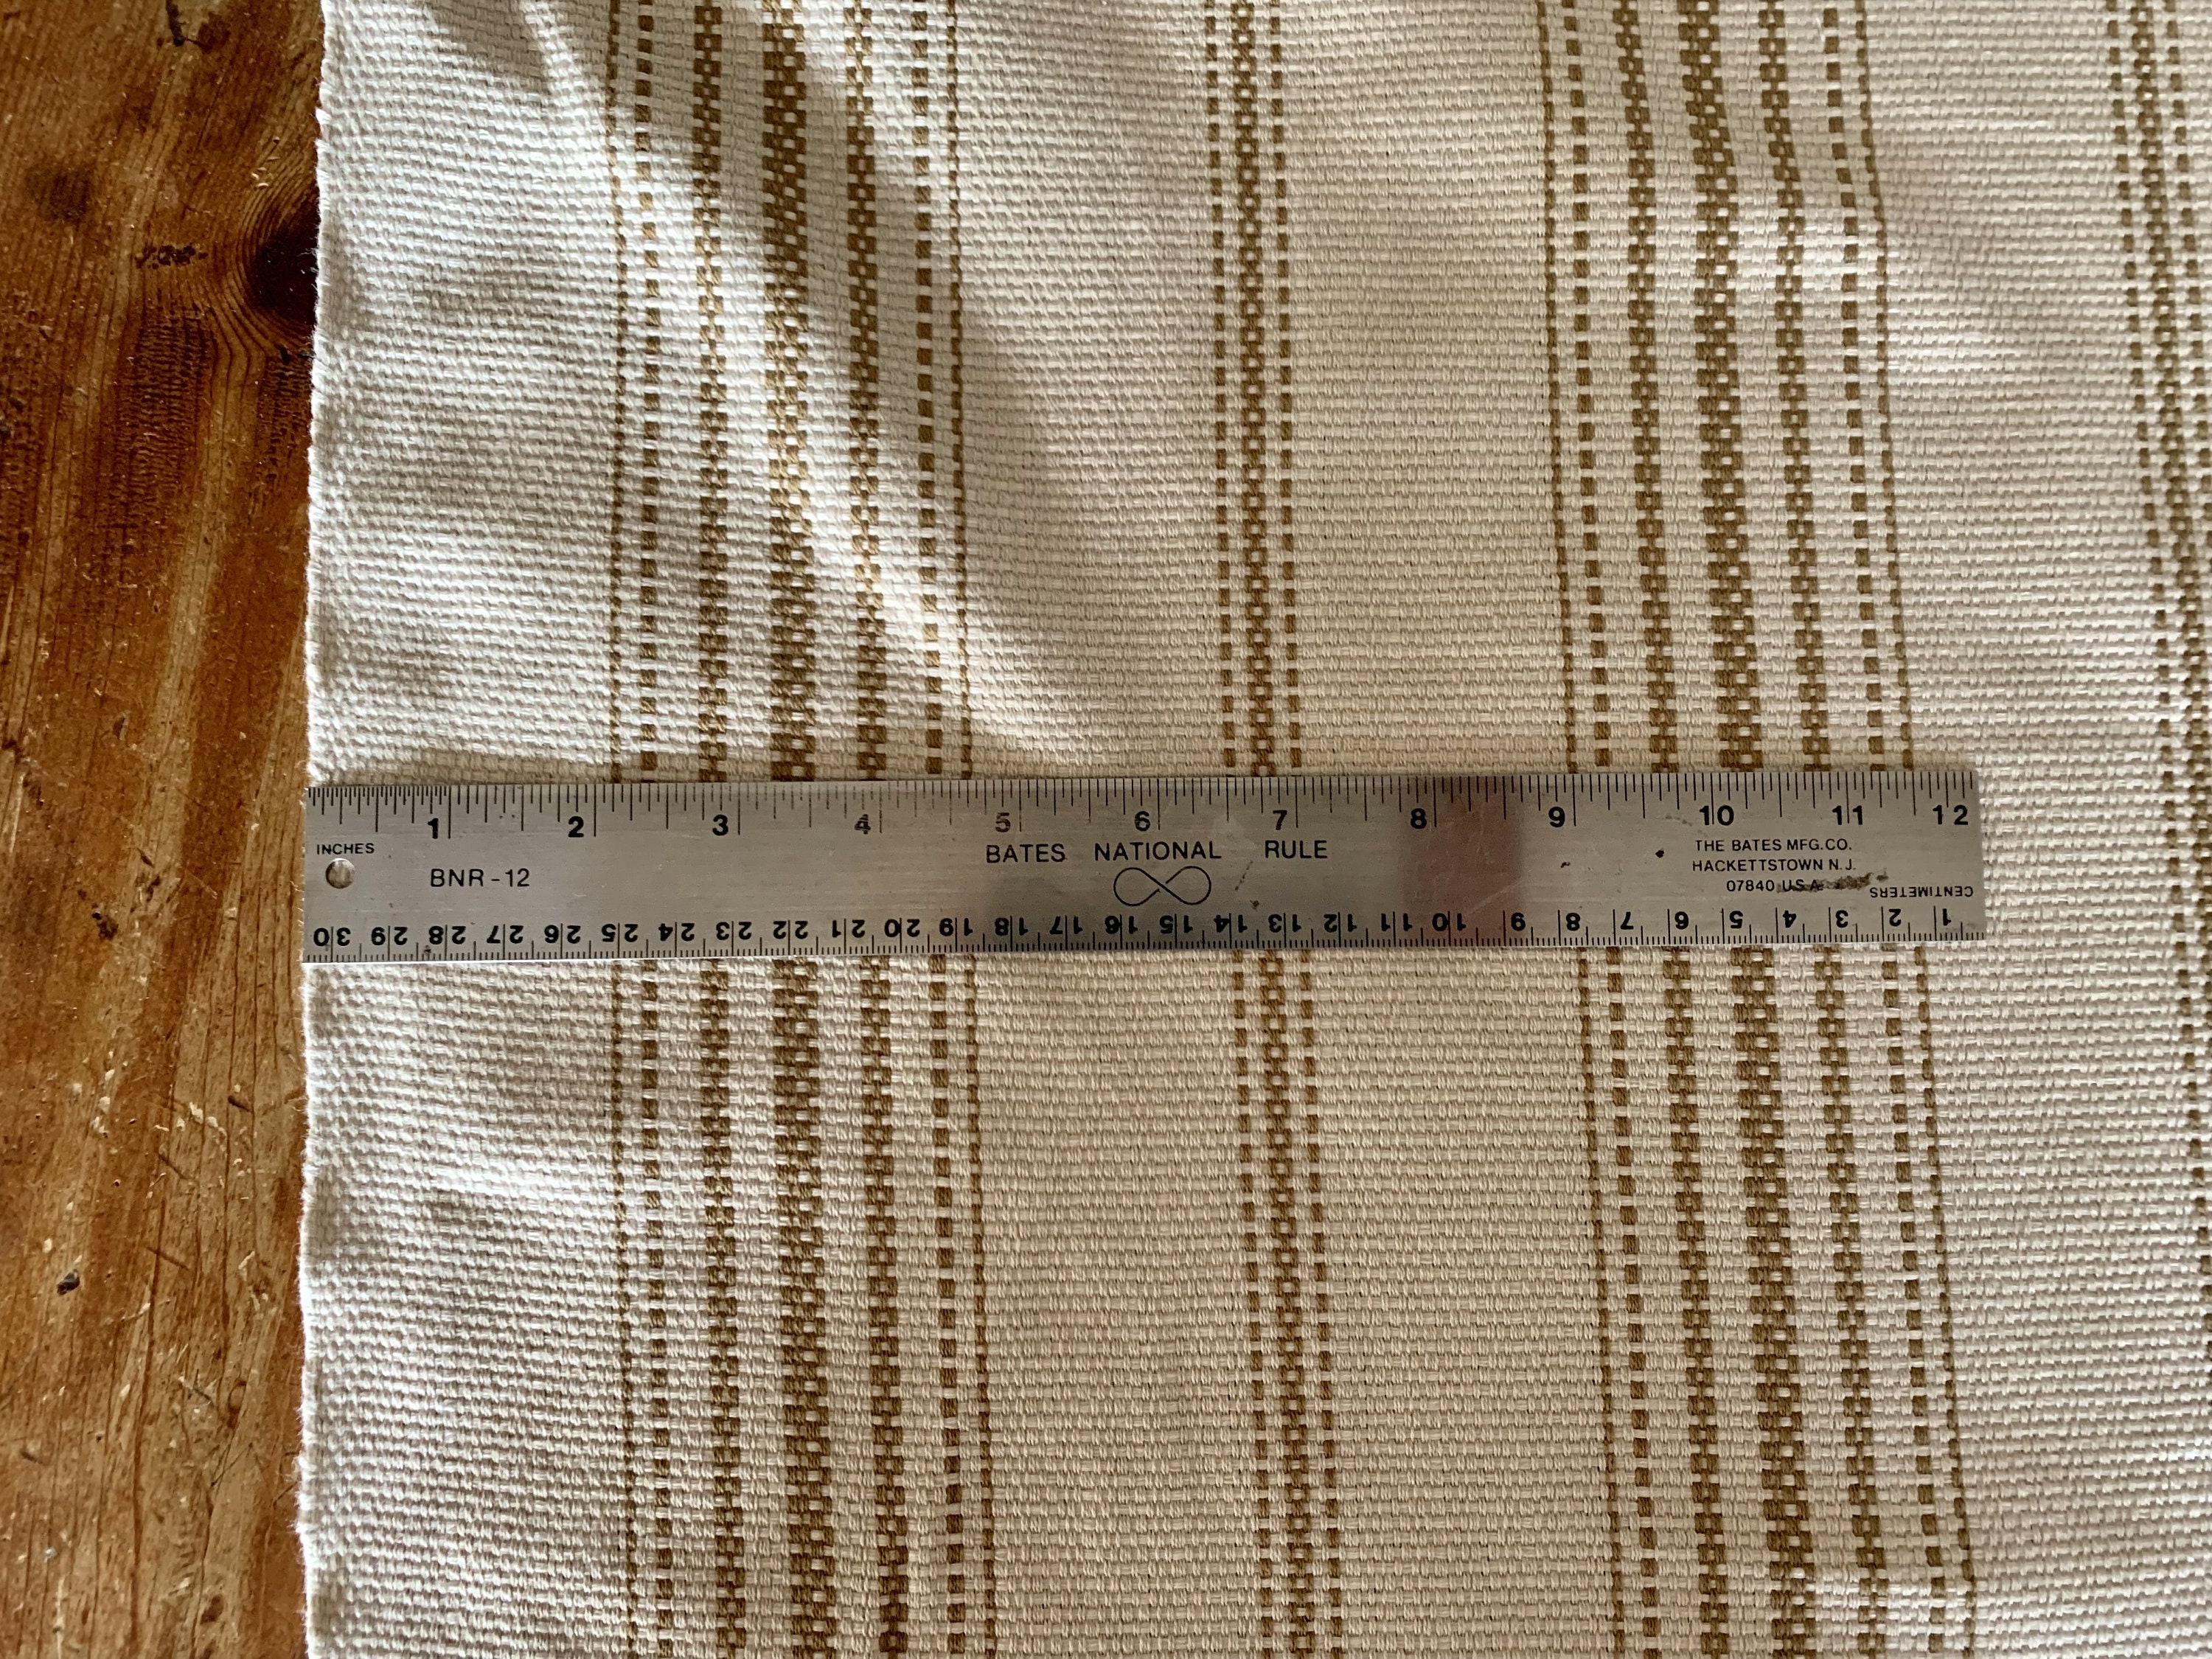 1 2 3 4 5 6 7 8 9 10 11 12
INCHES
BNR-12
BATES NATIONAL RULE
THE BATES MFG.CO.
HACKETTSTOWN N.J.
07840 USA
CENTIMETERS
1 2 3 4 5 6 7 8 9 10 11 12 13 14 15 16 17 18 19 20 21 22 23 24 25 26 27 28 29 30